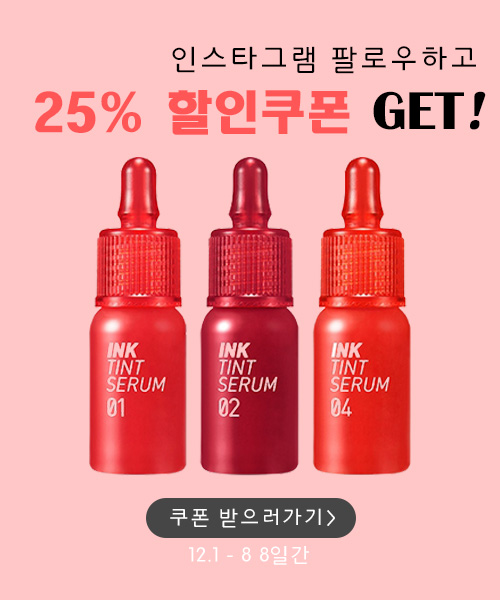 인스타그램 팔로우하고
25% 할인쿠폰 GET!
INK
TINT
SERUM
01
INK
TINT
SERUM
02
INK
TINT
SERUM
04
쿠폰 받으러가기>
12.1 - 8 8일간